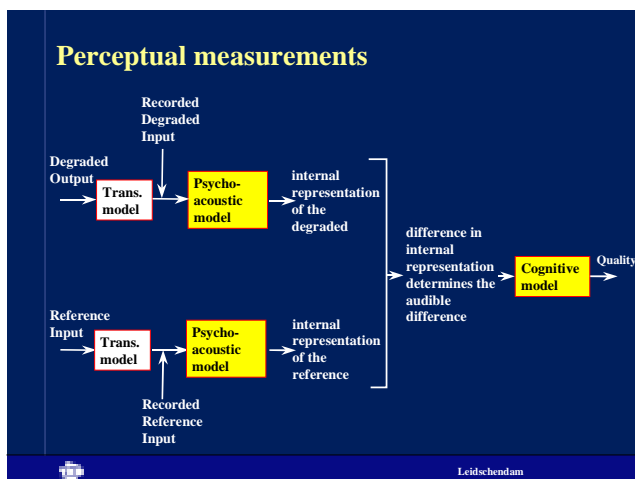 Perceptual measurements
Recorded
Degraded
Input
Degraded
Output
Trans.
model
Psycho-
acoustic
model
internal
representation
of the
degraded
difference in
internal
representation
determines the
audible
difference
Cognitive
model
Quality
Reference
Input
Trans.
model
Psycho-
acoustic
model
internal
representation
of the
reference
Recorded
Reference
Input
Leidschendam